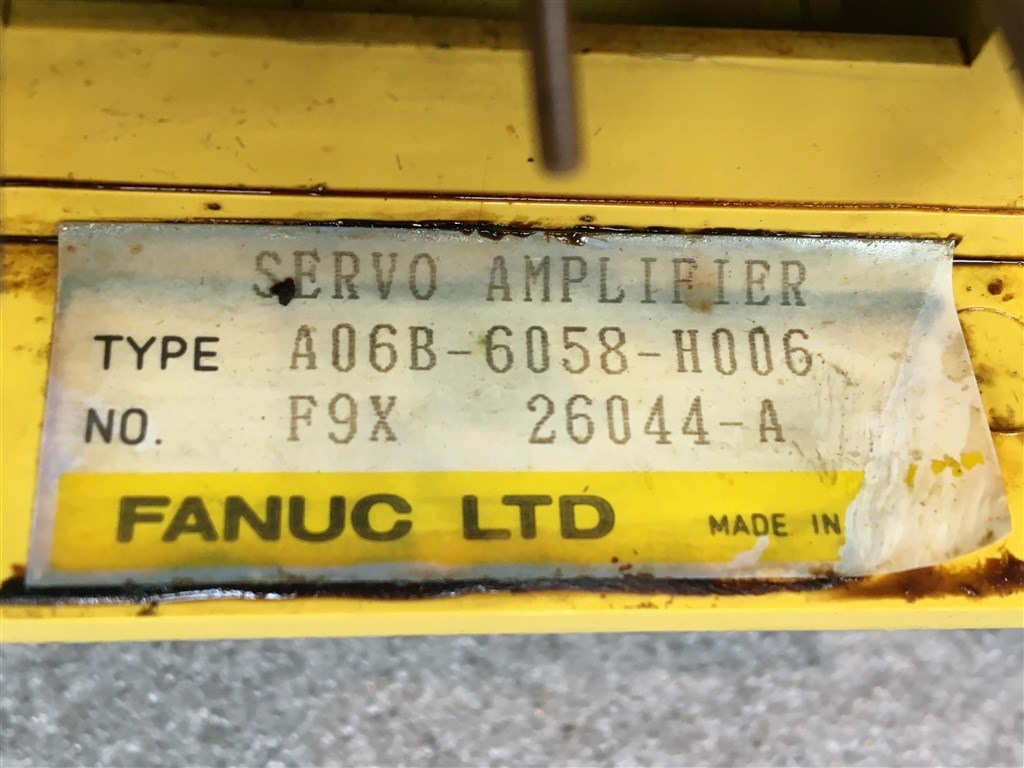 SERVO AMPLIFIER
TYPE A06B-6058-H006
NO. F9X 26044-A
FANUC LTD MADE IN